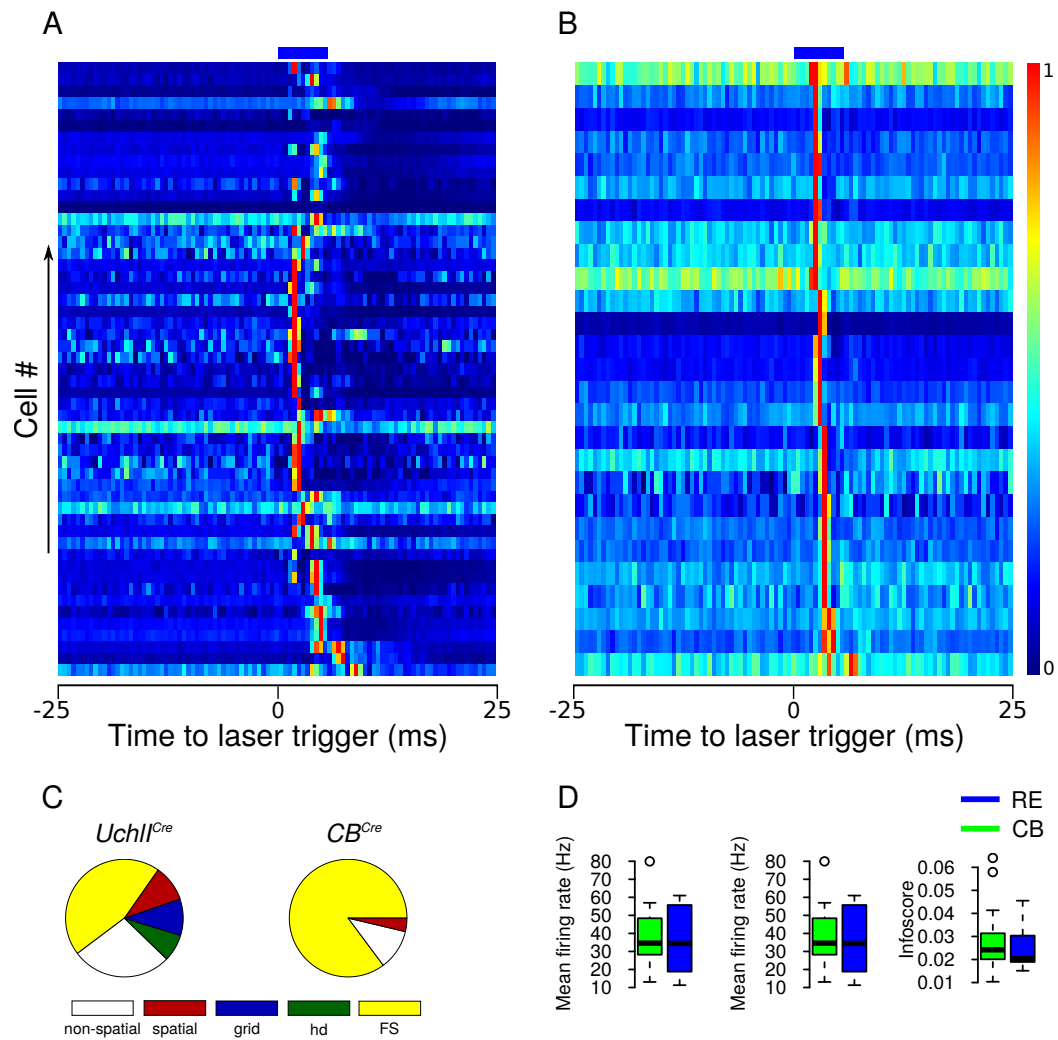 A
B
Cell #
1
0
-25 0 25
Time to laser trigger (ms)
-25 0 25
Time to laser trigger (ms)
C
UchlI^Cre
CB^Cre
non-spatial spatial grid hd FS
D
RE
CB
Mean firing rate (Hz)
80
70
60
50
40
30
20
10
Mean firing rate (Hz)
80
70
60
50
40
30
20
10
Infoscore
0.06
0.05
0.04
0.03
0.02
0.01